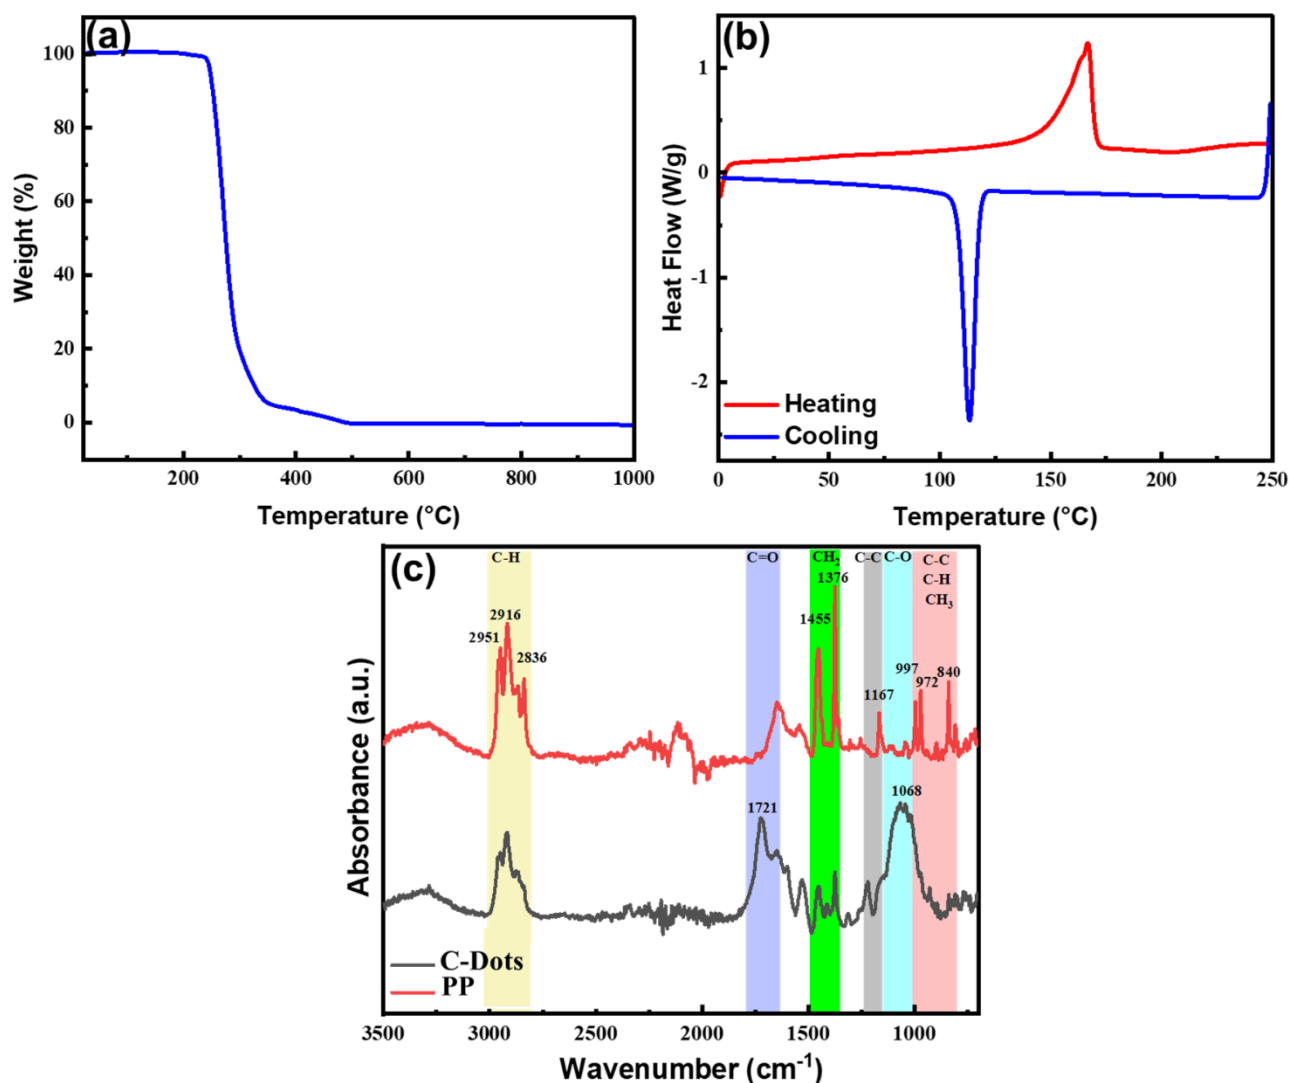 (a)
100
80
60
40
20
0
Weight (%)
200
400
600
800
1000
Temperature (°C)
(b)
1
0
-1
-2
Heat Flow (W/g)
Heating
Cooling
0
50
100
150
200
250
Temperature (°C)
(c)
C-H
C=O
CH₂
C-C
C-O
C-C
C-H
CH₃
2951
2916
2836
1455
1376
1167
997
972
840
1721
1068
Absorbance (a.u.)
C-Dots
PP
3500
3000
2500
2000
1500
1000
Wavenumber (cm⁻¹)